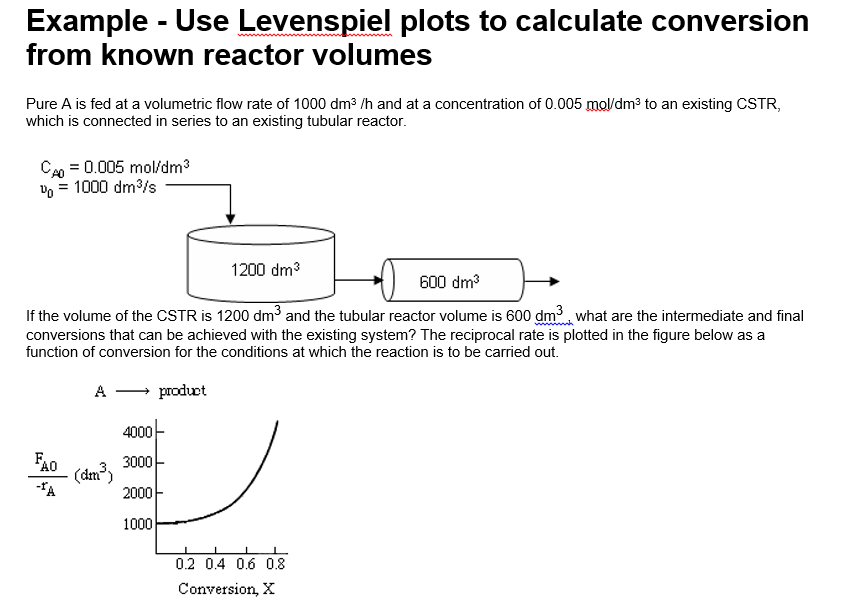 Example - Use Levenspiel plots to calculate conversion
from known reactor volumes
Pure A is fed at a volumetric flow rate of 1000 dm³ /h and at a concentration of 0.005 mol/dm³ to an existing CSTR,
which is connected in series to an existing tubular reactor.
C_A0 = 0.005 mol/dm³
υ₀ = 1000 dm³/s
1200 dm³
600 dm³
If the volume of the CSTR is 1200 dm³ and the tubular reactor volume is 600 dm³ , what are the intermediate and final
conversions that can be achieved with the existing system? The reciprocal rate is plotted in the figure below as a
function of conversion for the conditions at which the reaction is to be carried out.
A ⟶ product
4000
3000
2000
1000
F_A0
-r_A
(dm³)
0.2 0.4 0.6 0.8
Conversion, X